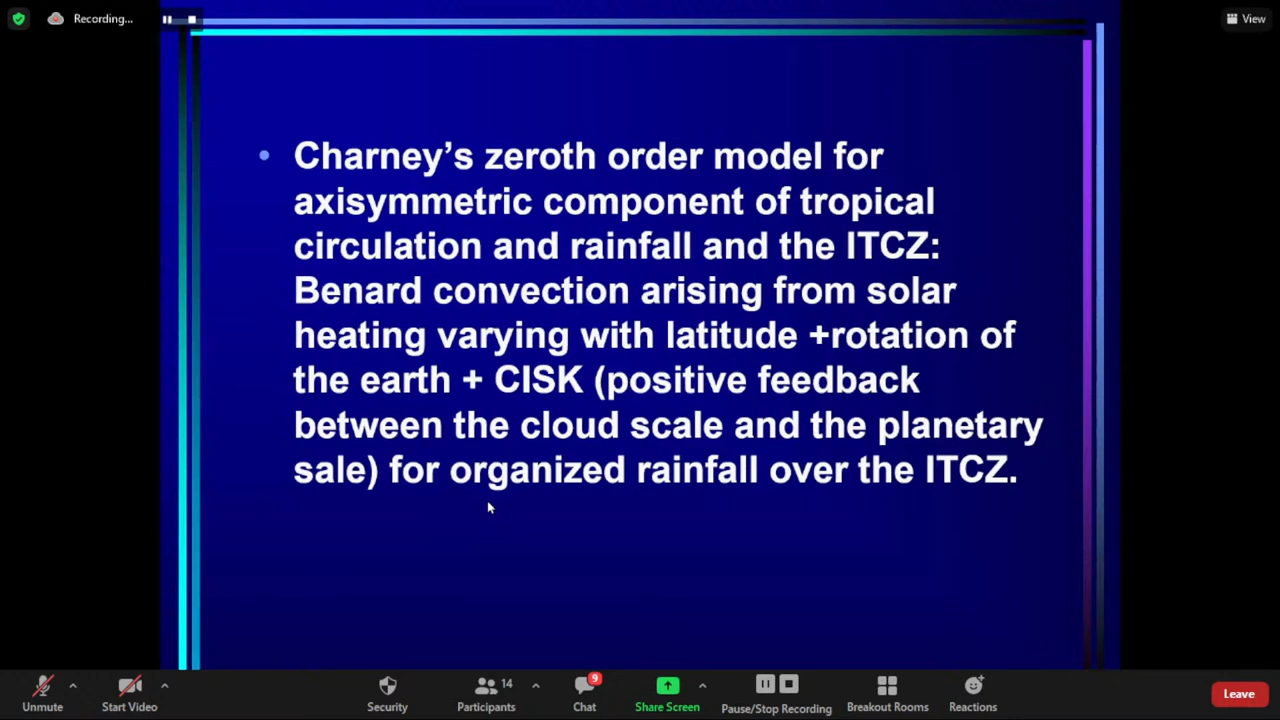 Recording...
View
• Charney’s zeroth order model for
axisymmetric component of tropical
circulation and rainfall and the ITCZ:
Benard convection arising from solar
heating varying with latitude +rotation of
the earth + CISK (positive feedback
between the cloud scale and the planetary
sale) for organized rainfall over the ITCZ.
14
9
Unmute
Start Video
Security
Participants
Chat
Share Screen
Pause/Stop Recording
Breakout Rooms
Reactions
Leave